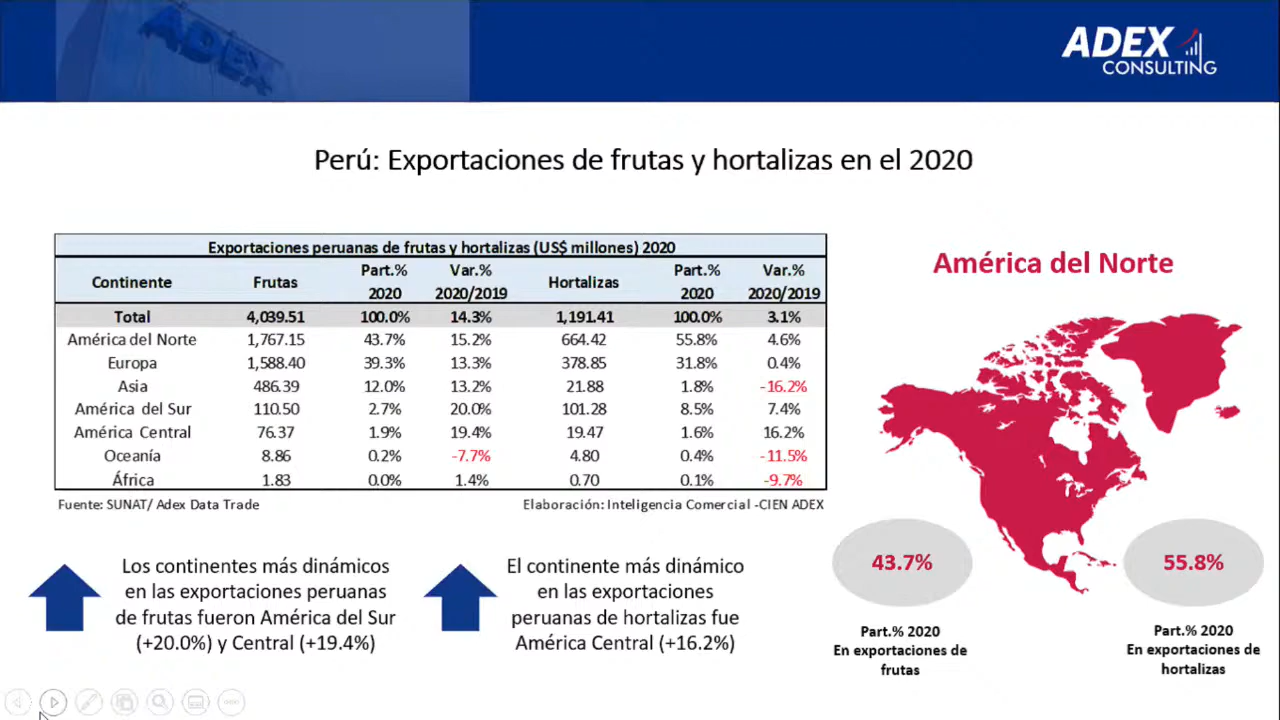 ADEX
ADEX
CONSULTING
Perú: Exportaciones de frutas y hortalizas en el 2020
Exportaciones peruanas de frutas y hortalizas (US$ millones) 2020
Continente Frutas Part.% 2020 Var.% 2020/2019 Hortalizas Part.% 2020 Var.% 2020/2019
Total 4,039.51 100.0% 14.3% 1,191.41 100.0% 3.1%
América del Norte 1,767.15 43.7% 15.2% 664.42 55.8% 4.6%
Europa 1,588.40 39.3% 13.3% 378.85 31.8% 0.4%
Asia 486.39 12.0% 13.2% 21.88 1.8% -16.2%
América del Sur 110.50 2.7% 20.0% 101.28 8.5% 7.4%
América Central 76.37 1.9% 19.4% 19.47 1.6% 16.2%
Oceanía 8.86 0.2% -7.7% 4.80 0.4% -11.5%
África 1.83 0.0% 1.4% 0.70 0.1% -9.7%
Fuente: SUNAT/ Adex Data Trade Elaboración: Inteligencia Comercial -CIEN ADEX
Los continentes más dinámicos
en las exportaciones peruanas
de frutas fueron América del Sur
(+20.0%) y Central (+19.4%)
El continente más dinámico
en las exportaciones
peruanas de hortalizas fue
América Central (+16.2%)
América del Norte
43.7%
Part.% 2020
En exportaciones de
frutas
55.8%
Part.% 2020
En exportaciones de
hortalizas